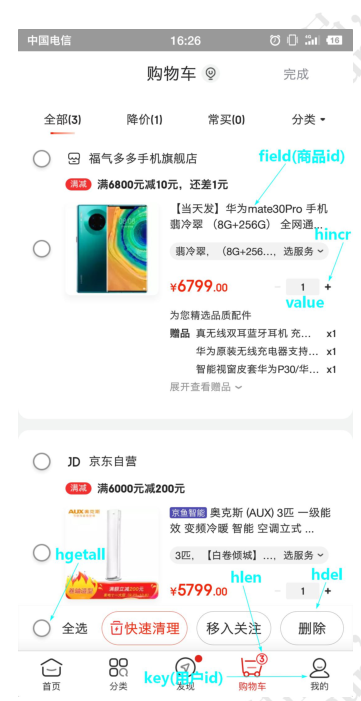 中国电信 16:26 16
购物车 完成
全部(3) 降价(1) 常买(0) 分类
福气多多手机旗舰店
field(商品id)
满减 满6800元减10元，还差1元
【当天发】华为mate30Pro 手机
翡冷翠 （8G+256G） 全网通...
hincr
翡冷翠，（8G+256...，选服务
¥6799.00 - 1 +
value
为您精选品质配件
赠品 真无线双耳蓝牙耳机 充... x1
华为原装无线充电器支持... x1
智能视窗皮套华为P30/华... x1
展开查看赠品
JD 京东自营
满减 满6000元减200元
AUX
京鱼智能 奥克斯 (AUX) 3匹 一级能
效 变频冷暖 智能 空调立式 ...
hgetall
3匹，【白卷倾城】...，选服务
hlen
hdel
¥5799.00 - 1 +
全选 快速清理 移入关注 删除
3
key(用户id)
首页 分类 发现 购物车 我的